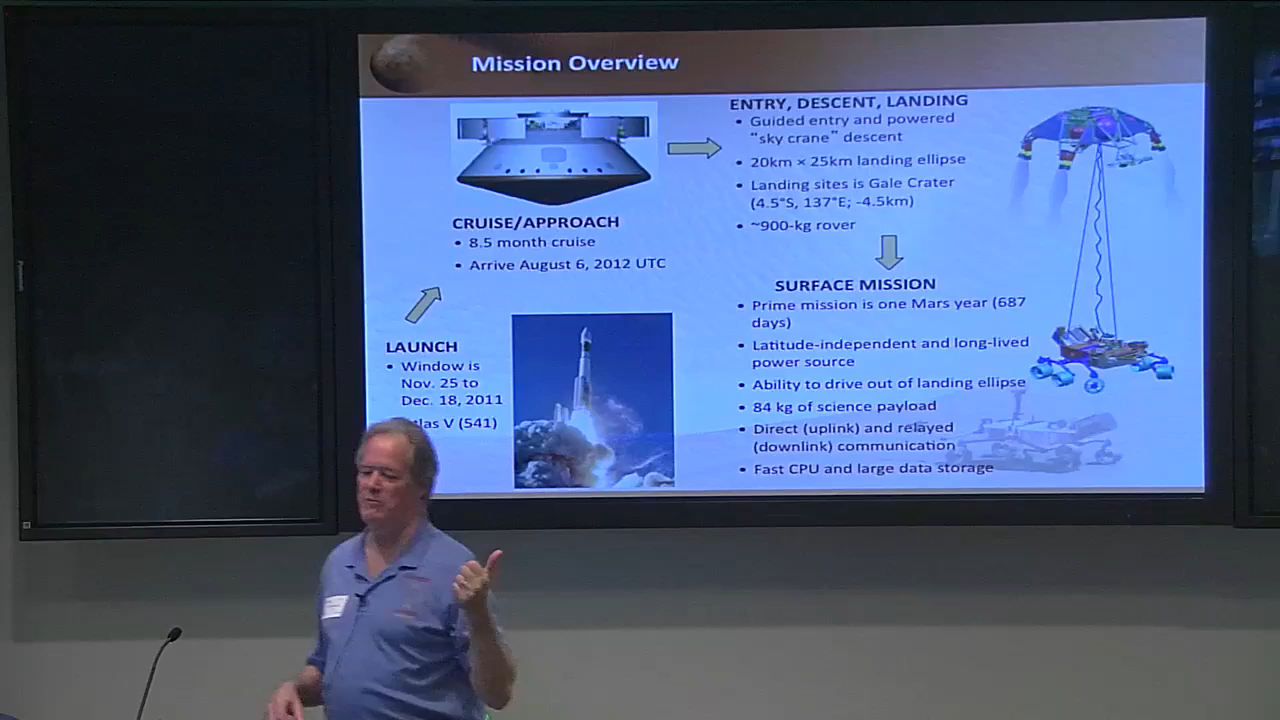 Mission Overview
CRUISE/APPROACH
• 8.5 month cruise
• Arrive August 6, 2012 UTC
LAUNCH
• Window is
Nov. 25 to
Dec. 18, 2011
V (541)
ENTRY, DESCENT, LANDING
• Guided entry and powered
“sky crane” descent
• 20km × 25km landing ellipse
• Landing sites is Gale Crater
(4.5°S, 137°E; -4.5km)
• ~900-kg rover
SURFACE MISSION
• Prime mission is one Mars year (687
days)
• Latitude-independent and long-lived
power source
• Ability to drive out of landing ellipse
• 84 kg of science payload
• Direct (uplink) and relayed
(downlink) communication
• Fast CPU and large data storage